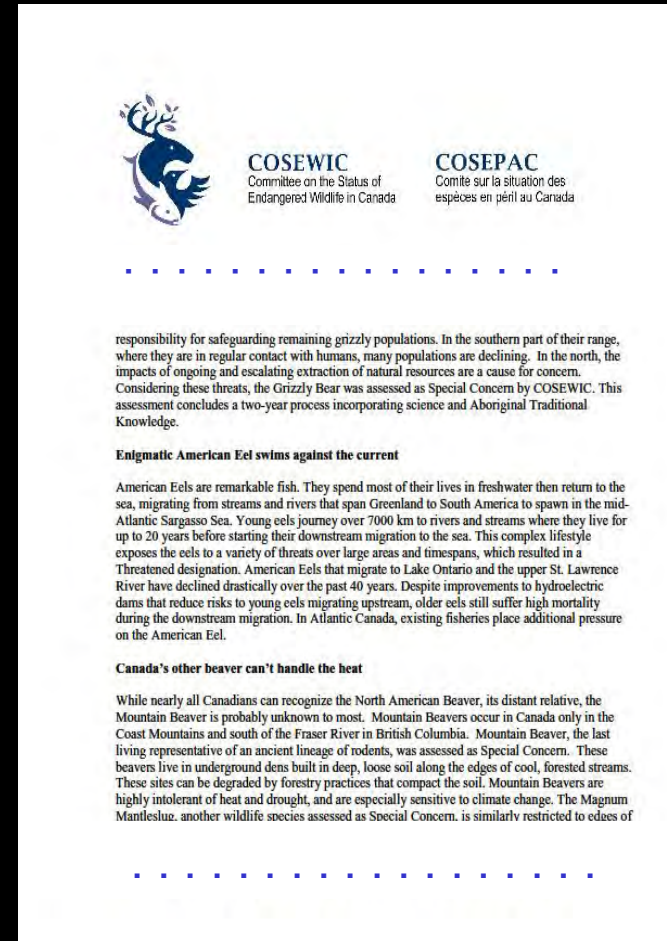 COSEWIC
Committee on the Status of
Endangered Wildlife in Canada
COSEPAC
Comité sur la situation des
espèces en péril au Canada
responsibility for safeguarding remaining grizzly populations. In the southern part of their range,
where they are in regular contact with humans, many populations are declining. In the north, the
impacts of ongoing and escalating extraction of natural resources are a cause for concern.
Considering these threats, the Grizzly Bear was assessed as Special Concern by COSEWIC. This
assessment concludes a two-year process incorporating science and Aboriginal Traditional
Knowledge.
Enigmatic American Eel swims against the current
American Eels are remarkable fish. They spend most of their lives in freshwater then return to the
sea, migrating from streams and rivers that span Greenland to South America to spawn in the mid-
Atlantic Sargasso Sea. Young eels journey over 7000 km to rivers and streams where they live for
up to 20 years before starting their downstream migration to the sea. This complex lifestyle
exposes the eels to a variety of threats over large areas and timespans, which resulted in a
Threatened designation. American Eels that migrate to Lake Ontario and the upper St. Lawrence
River have declined drastically over the past 40 years. Despite improvements to hydroelectric
dams that reduce risks to young eels migrating upstream, older eels still suffer high mortality
during the downstream migration. In Atlantic Canada, existing fisheries place additional pressure
on the American Eel.
Canada's other beaver can't handle the heat
While nearly all Canadians can recognize the North American Beaver, its distant relative, the
Mountain Beaver is probably unknown to most. Mountain Beavers occur in Canada only in the
Coast Mountains and south of the Fraser River in British Columbia. Mountain Beaver, the last
living representative of an ancient lineage of rodents, was assessed as Special Concern. These
beavers live in underground dens built in deep, loose soil along the edges of cool, forested streams.
These sites can be degraded by forestry practices that compact the soil. Mountain Beavers are
highly intolerant of heat and drought, and are especially sensitive to climate change. The Magnum
Mantleslug, another wildlife species assessed as Special Concern, is similarly restricted to edges of